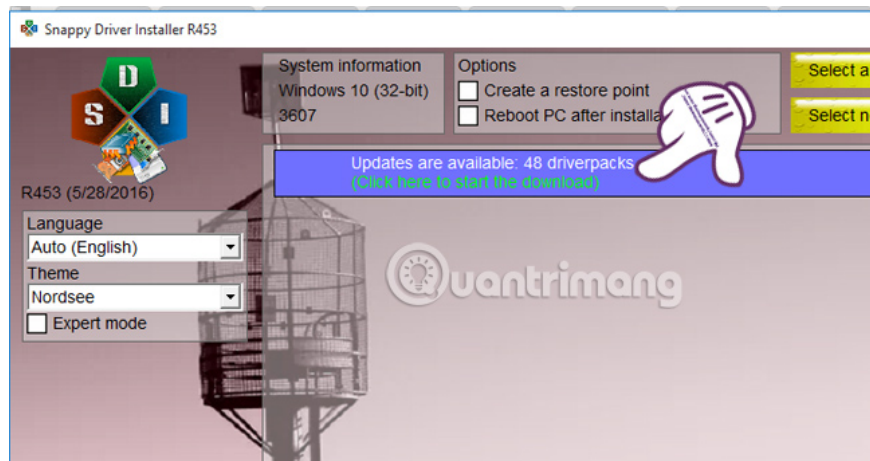 Snappy Driver Installer R453
S D I
R453 (5/28/2016)
Language
Auto (English)
Theme
Nordsee
Expert mode
System information
Windows 10 (32-bit)
3607
Options
Create a restore point
Reboot PC after installa
Select a
Select n
Updates are available: 48 driverpacks
(Click here to start the download)
Quantrimang